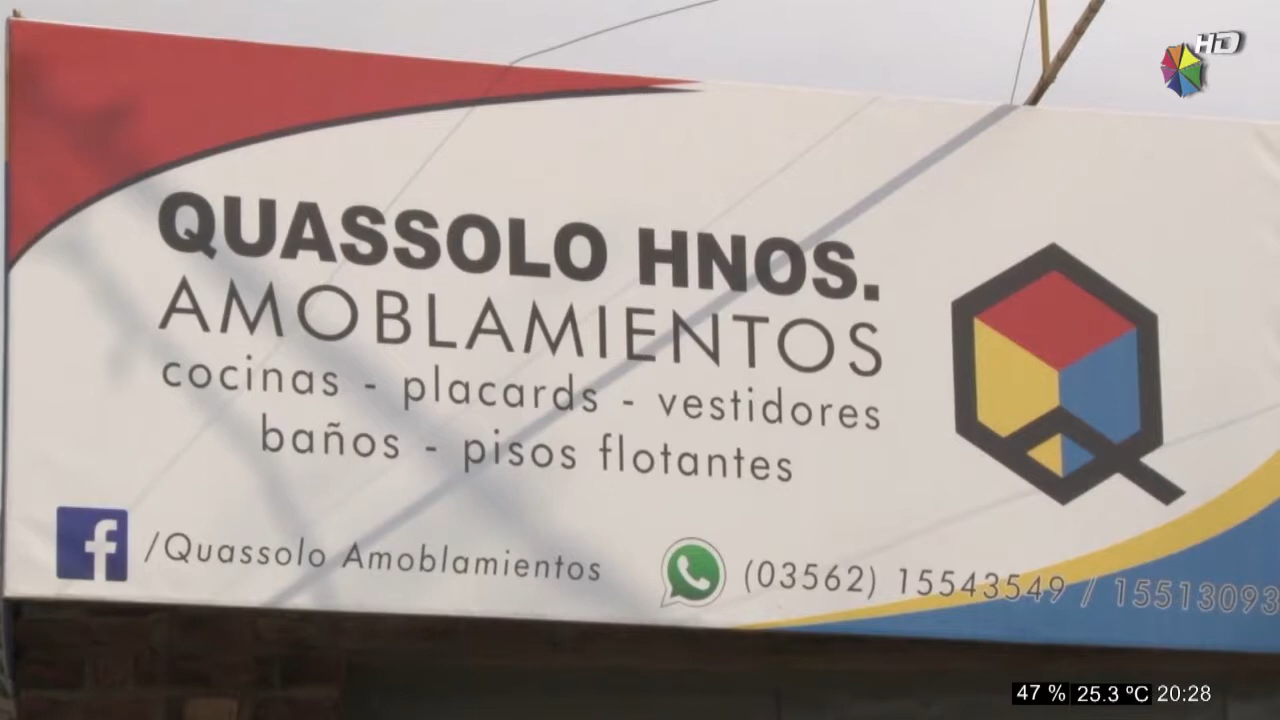 HD
QUASSOLO HNOS.
AMOBLAMIENTOS
cocinas - placards - vestidores
baños - pisos flotantes
/Quassolo Amoblamientos
(03562) 15543549 / 15513093
47 % 25.3 ºC 20:28